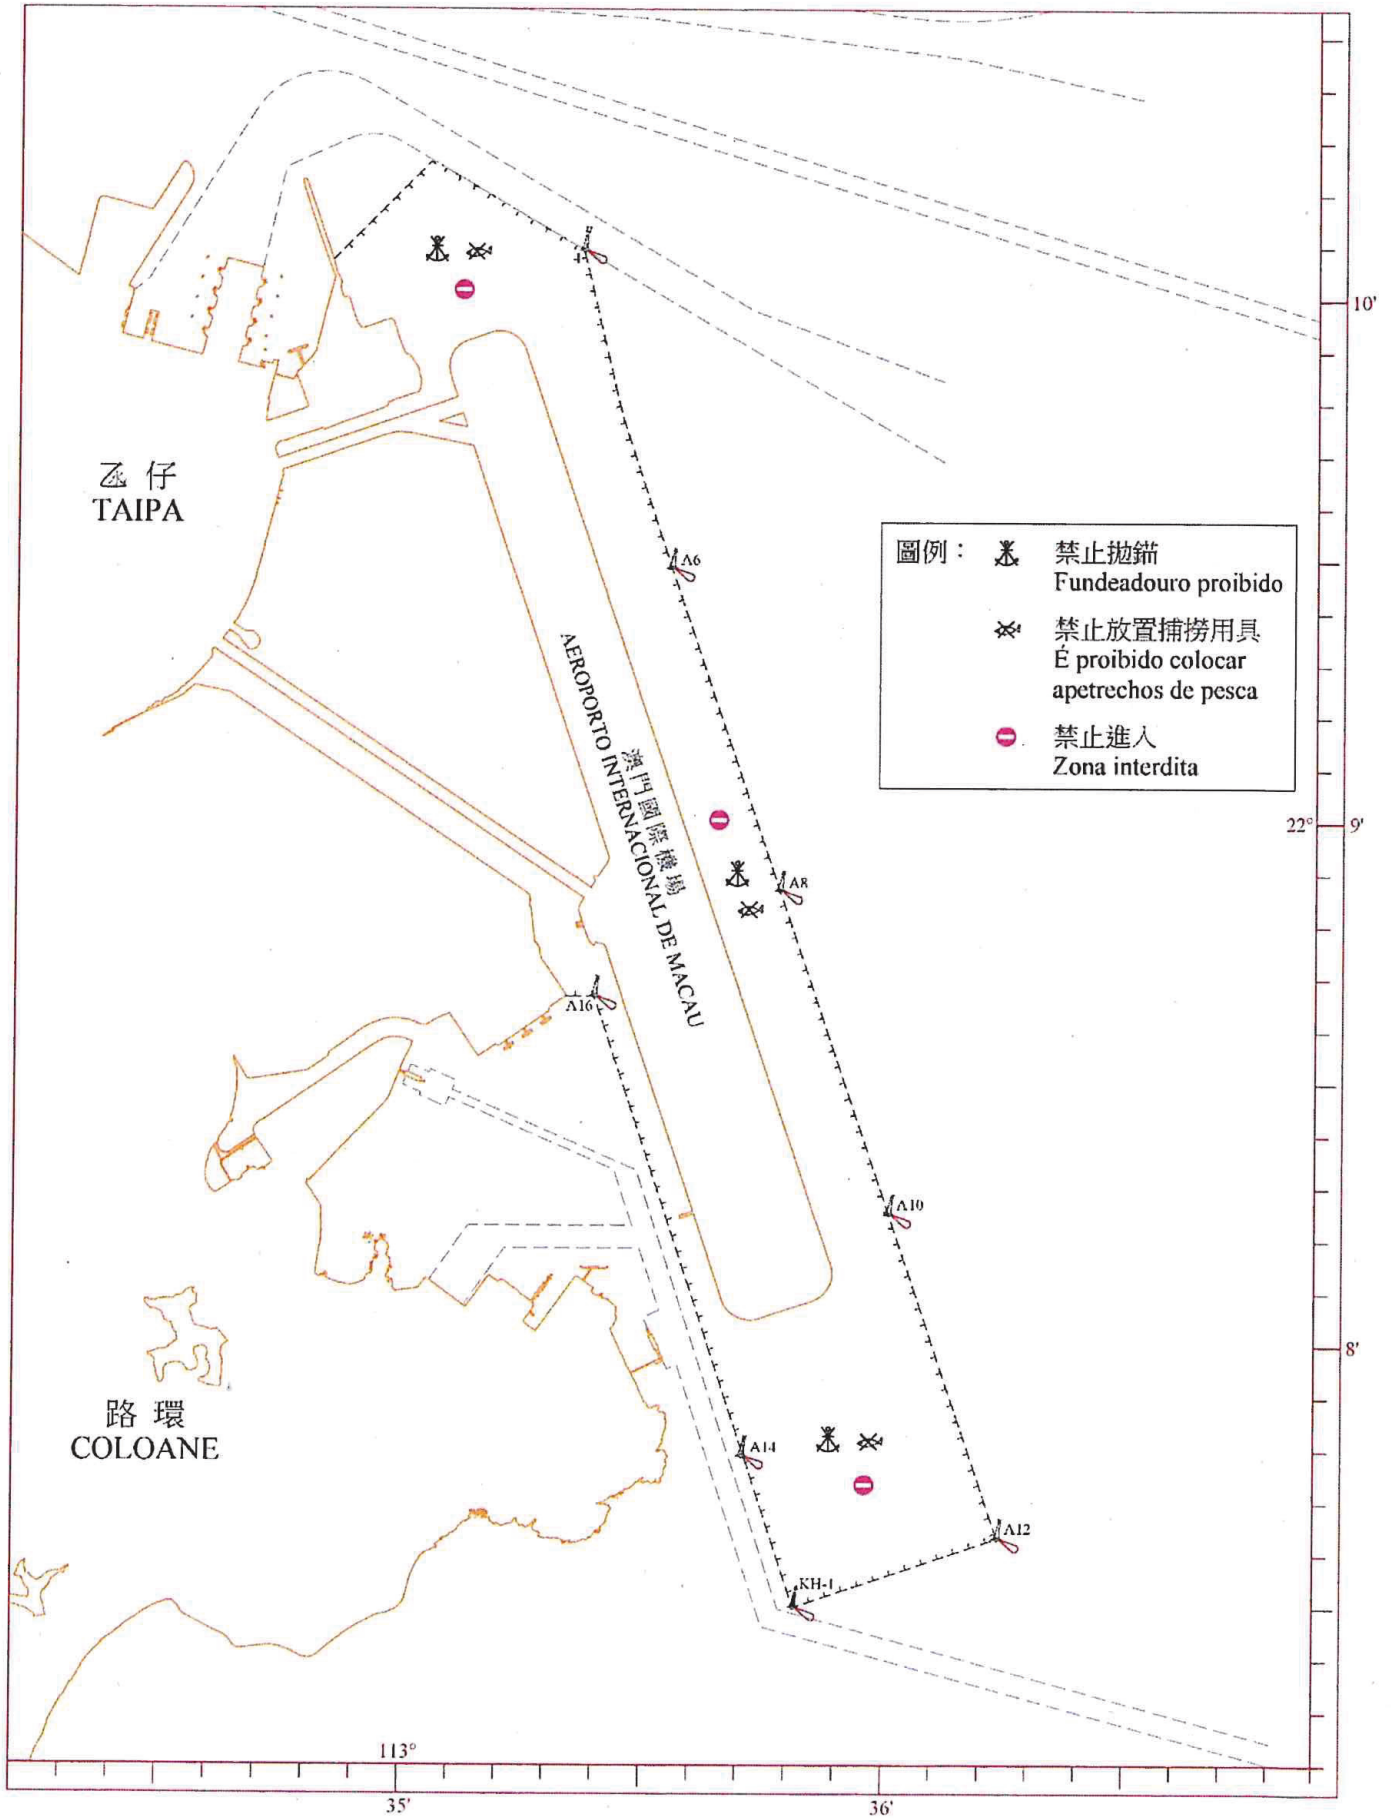 10'
氹仔
TAIPA
A6
圖例：
禁止拋錨
Fundeadouro proibido
禁止放置捕撈用具
É proibido colocar
apetrechos de pesca
禁止進入
Zona interdita
澳門國際機場
AEROPORTO INTERNACIONAL DE MACAU
22° 9'
A8
A16
A10
8'
路環
COLOANE
A14
A12
KH-1
113°
35'
36'